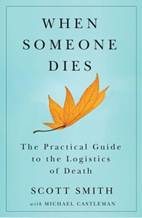 WHEN
SOMEONE
DIES
The Practical Guide
to the Logistics
of Death
SCOTT SMITH
with MICHAEL CASTLEMAN